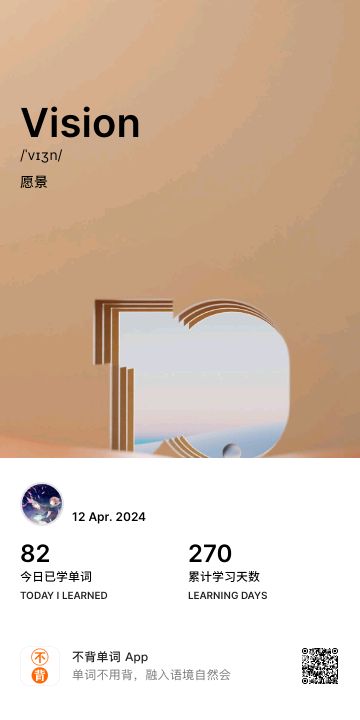 Vision
/ˈvɪʒn/
愿景
12 Apr. 2024
82
今日已学单词
TODAY I LEARNED
270
累计学习天数
LEARNING DAYS
不背
不背单词 App
单词不用背，融入语境自然会